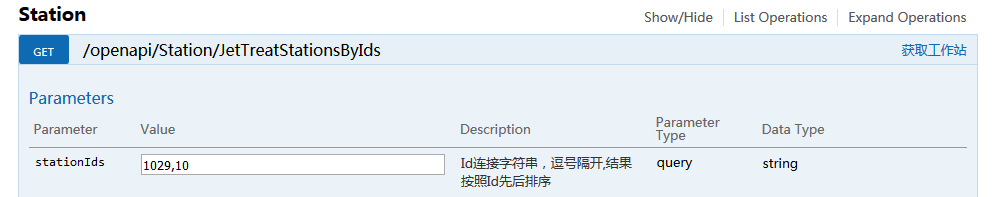 Station
Show/Hide List Operations Expand Operations
GET /openapi/Station/JetTreatStationsByIds 获取工作站
Parameters
Parameter Value Description Parameter Type Data Type
stationIds 1029,10 Id连接字符串，逗号隔开,结果按照Id先后排序 query string